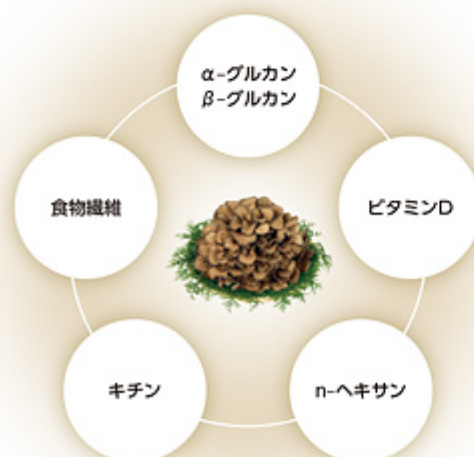 α-グルカン
β-グルカン
食物繊維
ビタミンD
キチン
n-ヘキサン